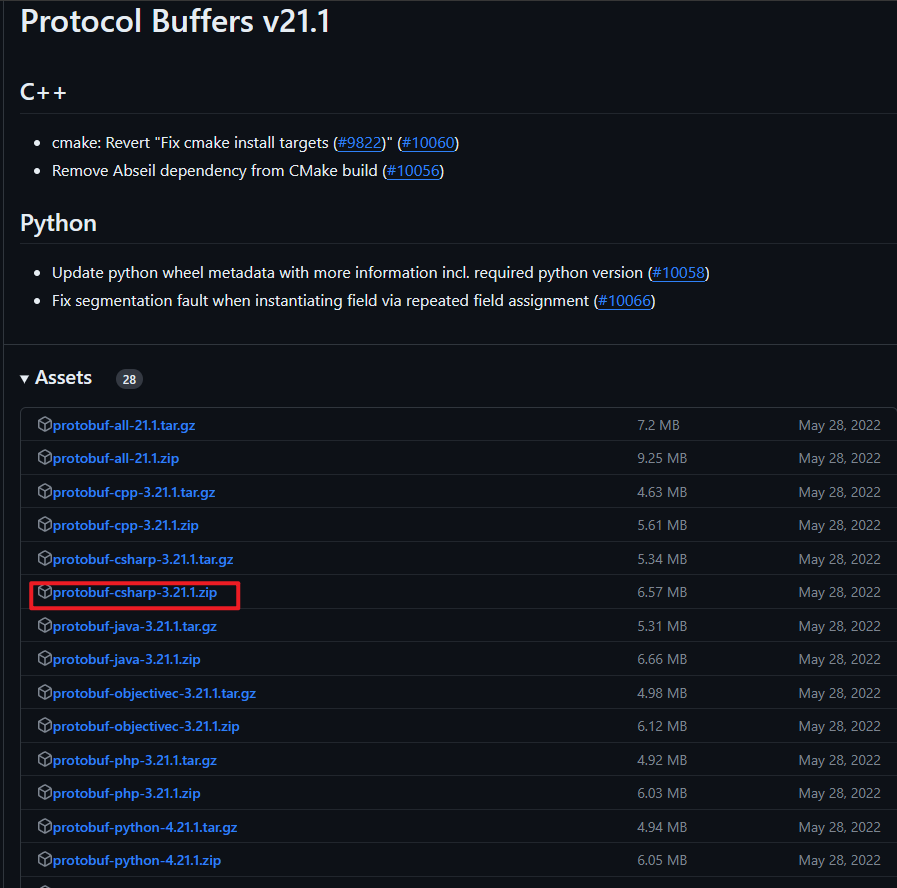 Protocol Buffers v21.1
C++
cmake: Revert "Fix cmake install targets (#9822)" (#10060)
Remove Abseil dependency from CMake build (#10056)
Python
Update python wheel metadata with more information incl. required python version (#10058)
Fix segmentation fault when instantiating field via repeated field assignment (#10066)
Assets 28
protobuf-all-21.1.tar.gz 7.2 MB May 28, 2022
protobuf-all-21.1.zip 9.25 MB May 28, 2022
protobuf-cpp-3.21.1.tar.gz 4.63 MB May 28, 2022
protobuf-cpp-3.21.1.zip 5.61 MB May 28, 2022
protobuf-csharp-3.21.1.tar.gz 5.34 MB May 28, 2022
protobuf-csharp-3.21.1.zip 6.57 MB May 28, 2022
protobuf-java-3.21.1.tar.gz 5.31 MB May 28, 2022
protobuf-java-3.21.1.zip 6.66 MB May 28, 2022
protobuf-objectivec-3.21.1.tar.gz 4.98 MB May 28, 2022
protobuf-objectivec-3.21.1.zip 6.12 MB May 28, 2022
protobuf-php-3.21.1.tar.gz 4.92 MB May 28, 2022
protobuf-php-3.21.1.zip 6.03 MB May 28, 2022
protobuf-python-4.21.1.tar.gz 4.94 MB May 28, 2022
protobuf-python-4.21.1.zip 6.05 MB May 28, 2022